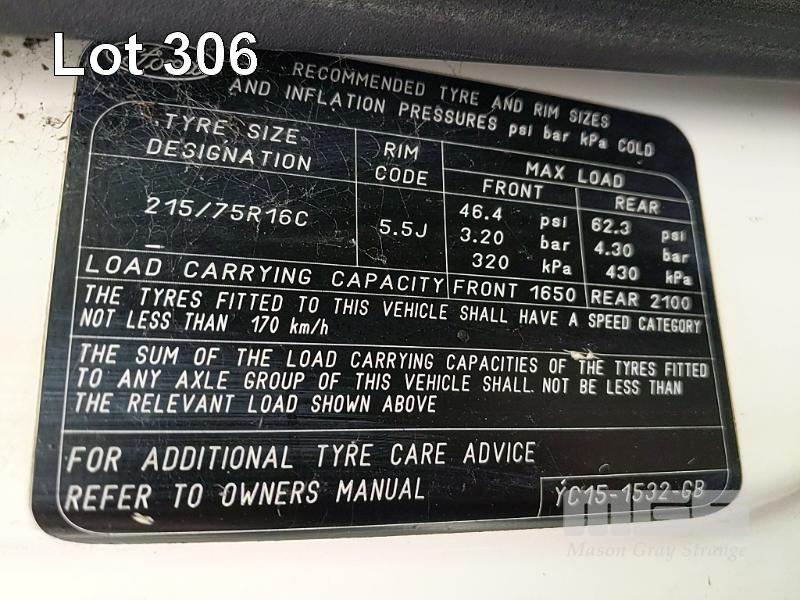 Lot 306
Ford
RECOMMENDED TYRE AND RIM SIZES
AND INFLATION PRESSURES psi bar kPa COLD
TYRE SIZE
DESIGNATION
RIM
CODE
MAX LOAD
FRONT
REAR
215/75R16C
5.5J
46.4 psi
3.20 bar
320 kPa
62.3 psi
4.30 bar
430 kPa
LOAD CARRYING CAPACITY FRONT 1650 REAR 2100
THE TYRES FITTED TO THIS VEHICLE SHALL HAVE A SPEED CATEGORY
NOT LESS THAN 170 km/h
THE SUM OF THE LOAD CARRYING CAPACITIES OF THE TYRES FITTED
TO ANY AXLE GROUP OF THIS VEHICLE SHALL NOT BE LESS THAN
THE RELEVANT LOAD SHOWN ABOVE
FOR ADDITIONAL TYRE CARE ADVICE
REFER TO OWNERS MANUAL
YC15-1532-GB
MGS
Mason Gray Strange